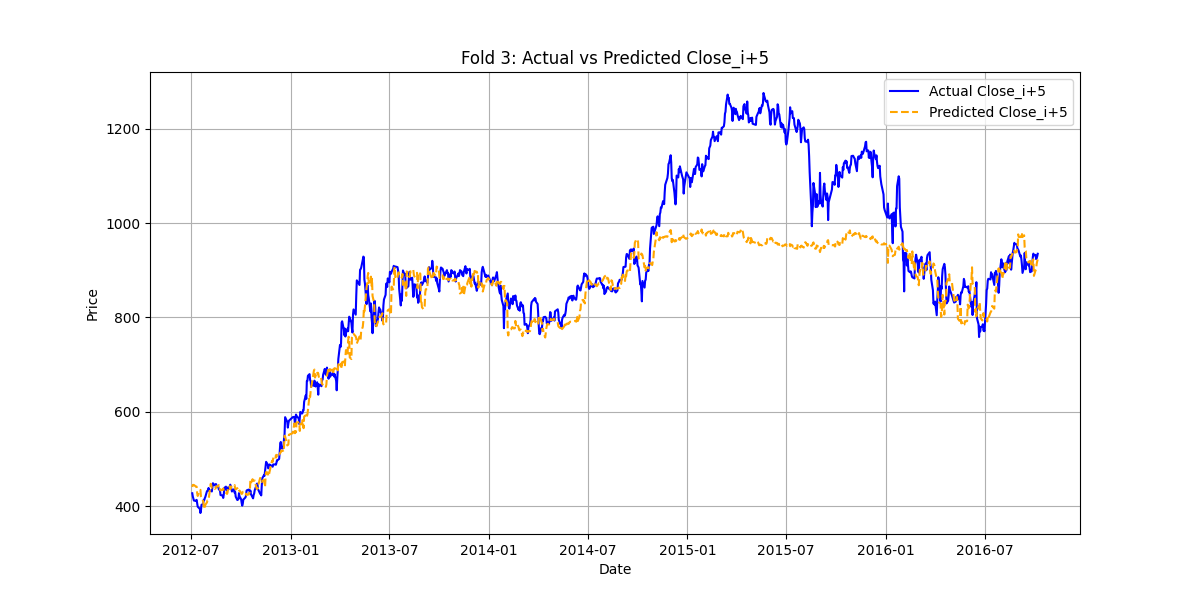 Fold 3: Actual vs Predicted Close_i+5
Actual Close_i+5
Predicted Close_i+5
Price
1200
1000
800
600
400
2012-07 2013-01 2013-07 2014-01 2014-07 2015-01 2015-07 2016-01 2016-07
Date